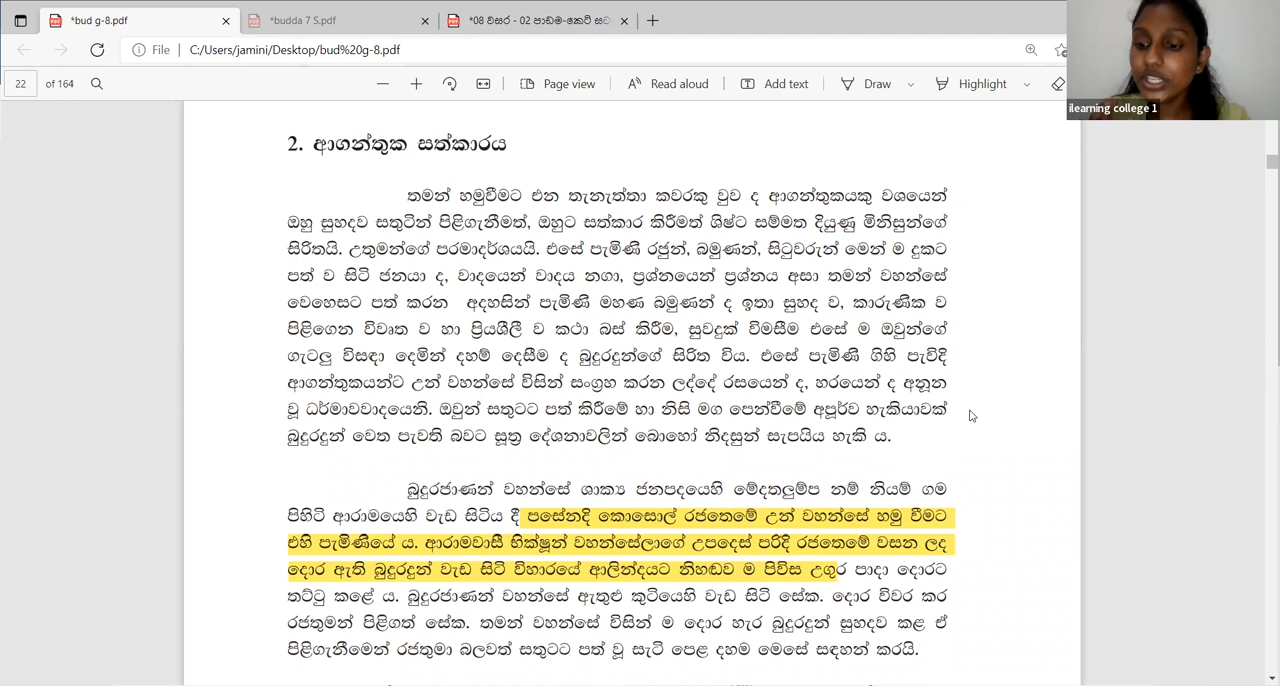 *bud g-8.pdf
*budda 7 S.pdf
*08 වසර - 02 පාඩම-කෙටි සට
File
C:/Users/jamini/Desktop/bud%20g-8.pdf
22 of 164
Page view
Read aloud
Add text
Draw
Highlight
ilearning college 1
2. ආගන්තුක සත්කාරය
තමන් හමුවීමට එන තැනැත්තා කවරකු වුව ද ආගන්තුකයකු වශයෙන්
ඔහු සුහදව සතුටින් පිළිගැනීමත්, ඔහුට සත්කාර කිරීමත් ශිෂ්ට සම්මත දියුණු මිනිසුන්ගේ
සිරිතයි. උතුමන්ගේ පරමාදර්ශයයි. එසේ පැමිණි රජුන්, බමුණන්, සිටුවරුන් මෙන් ම දුකට
පත් ව සිටි ජනයා ද, වාදයෙන් වාදය නගා, ප්‍රශ්නයෙන් ප්‍රශ්නය අසා තමන් වහන්සේ
වෙහෙසට පත් කරන අදහසින් පැමිණි මහණ බමුණන් ද ඉතා සුහද ව, කාරුණික ව
පිළිගෙන විවෘත ව හා ප්‍රියශීලී ව කථා බස් කිරීම, සුවදුක් විමසීම එසේ ම ඔවුන්ගේ
ගැටලු විසඳා දෙමින් දහම් දෙසීම ද බුදුරදුන්ගේ සිරිත විය. එසේ පැමිණි ගිහි පැවිදි
ආගන්තුකයන්ට උන් වහන්සේ විසින් සංග්‍රහ කරන ලද්දේ රසයෙන් ද, හරයෙන් ද අනූන
වූ ධර්මාවවාදයෙනි. ඔවුන් සතුටට පත් කිරීමේ හා නිසි මග පෙන්වීමේ අපූර්ව හැකියාවක්
බුදුරදුන් වෙත පැවති බවට සූත්‍ර දේශනාවලින් බොහෝ නිදසුන් සැපයිය හැකි ය.
බුදුරජාණන් වහන්සේ ශාක්‍ය ජනපදයෙහි මේදතලුම්ප නම් නියම් ගම
පිහිටි ආරාමයෙහි වැඩ සිටිය දී පසේනදි කොසොල් රජතෙමේ උන් වහන්සේ හමු වීමට
එහි පැමිණියේ ය. ආරාමවාසී භික්ෂූන් වහන්සේලාගේ උපදෙස් පරිදි රජතෙමේ වසන ලද
දොර ඇති බුදුරදුන් වැඩ සිටි විහාරයේ ආලින්දයට නිහඬව ම පිවිස උගුර පාදා දොරට
තට්ටු කළේ ය. බුදුරජාණන් වහන්සේ ඇතුළු කුටියෙහි වැඩ සිටි සේක. දොර විවර කර
රජතුමන් පිළිගත් සේක. තමන් වහන්සේ විසින් ම දොර හැර බුදුරදුන් සුහදව කළ ඒ
පිළිගැනීමෙන් රජතුමා බලවත් සතුටට පත් වූ සැටි පෙළ දහම මෙසේ සඳහන් කරයි.